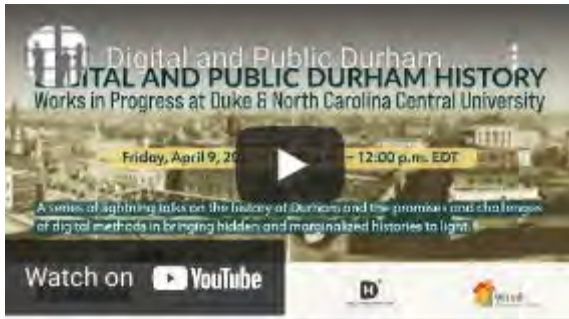 Digital and Public Durham ...
ITAL AND PUBLIC DURHAM HISTORY
Works in Progress at Duke & North Carolina Central University
Friday, April 9, 20
– 12:00 p.m. EDT
A series of lightning talks on the history of Durham and the promises and challenges
of digital methods in bringing hidden and marginalized histories to light.
Watch on YouTube